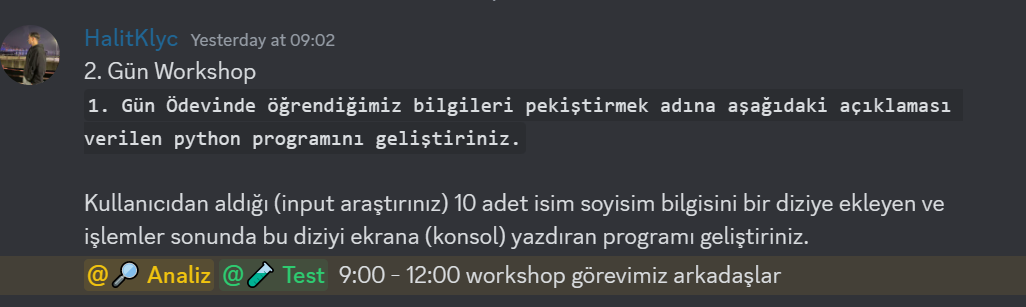 HalitKlyc Yesterday at 09:02
2. Gün Workshop
1. Gün Ödevinde öğrendiğimiz bilgileri pekiştirmek adına aşağıdaki açıklaması
verilen python programını geliştiriniz.
Kullanıcıdan aldığı (input araştırınız) 10 adet isim soyisim bilgisini bir diziye ekleyen ve
işlemler sonunda bu diziyi ekrana (konsol) yazdıran programı geliştiriniz.
@🔎 Analiz @🧪 Test 9:00 - 12:00 workshop görevimiz arkadaşlar